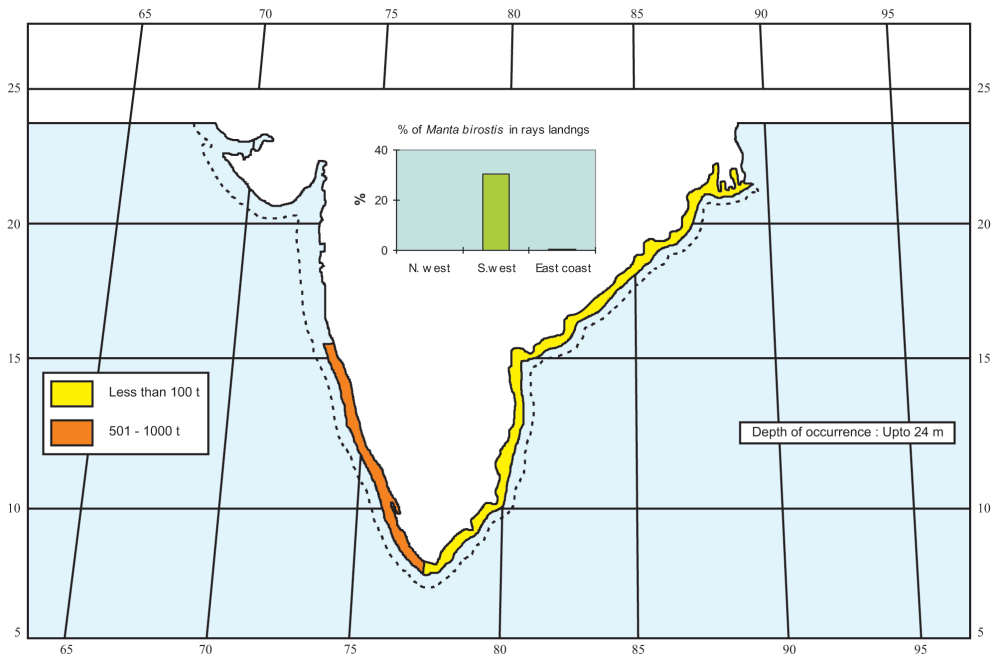 65 70 75 80 85 90 95
25 25
% of Manta birostis in rays landngs
40
20
0
%
N. west S.west East coast
20 20
15 15
Less than 100 t
501 - 1000 t
Depth of occurrence : Upto 24 m
10 10
5 5
65 70 75 80 85 90 95